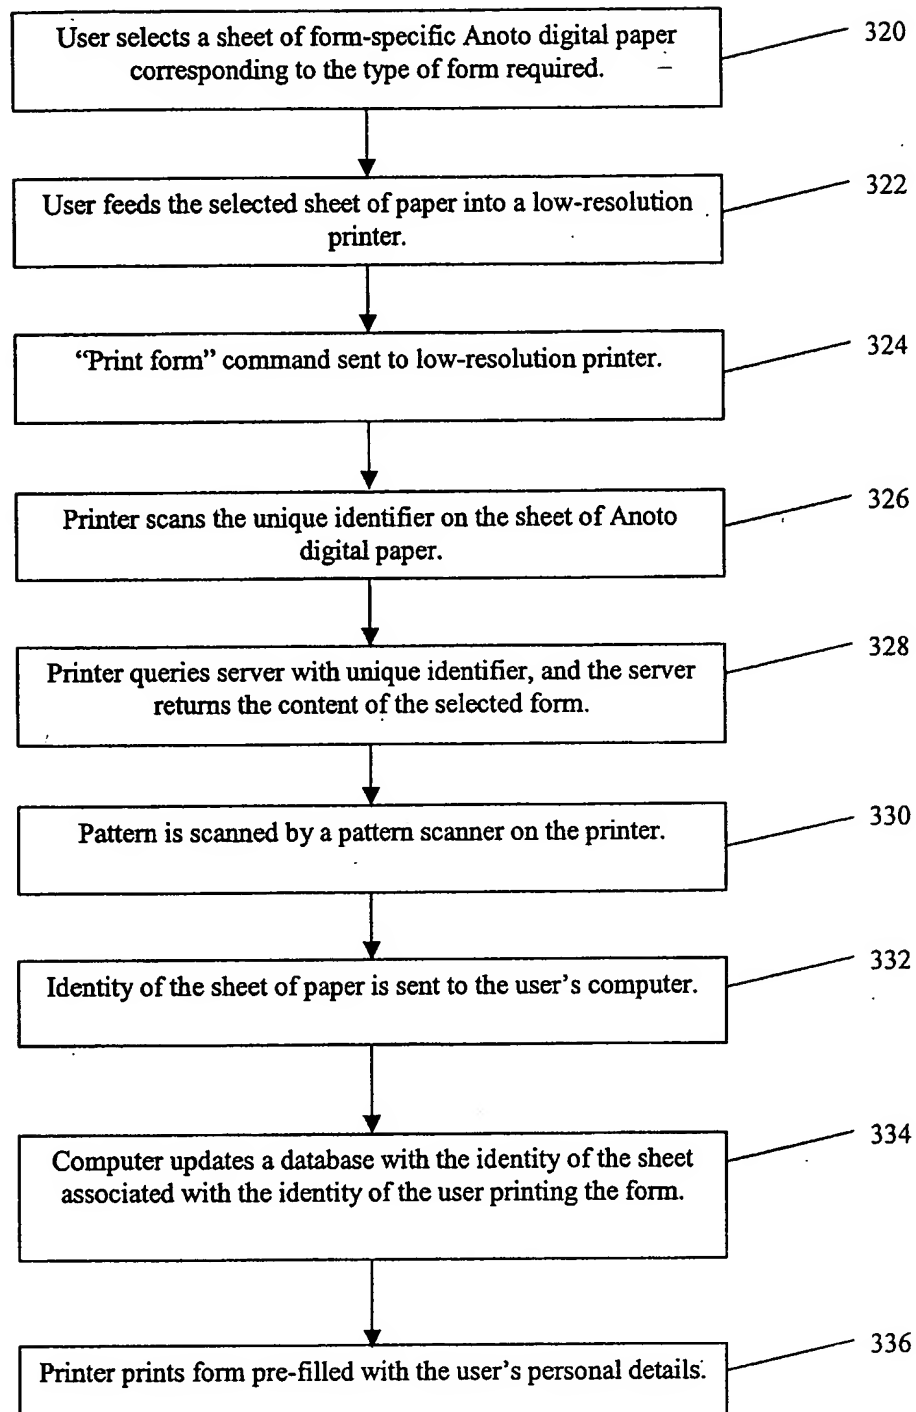 User selects a sheet of form-specific Anoto digital paper
corresponding to the type of form required.
320
User feeds the selected sheet of paper into a low-resolution
printer.
322
“Print form” command sent to low-resolution printer.
324
Printer scans the unique identifier on the sheet of Anoto
digital paper.
326
Printer queries server with unique identifier, and the server
returns the content of the selected form.
328
Pattern is scanned by a pattern scanner on the printer.
330
Identity of the sheet of paper is sent to the user’s computer.
332
Computer updates a database with the identity of the sheet
associated with the identity of the user printing the form.
334
Printer prints form pre-filled with the user’s personal details.
336